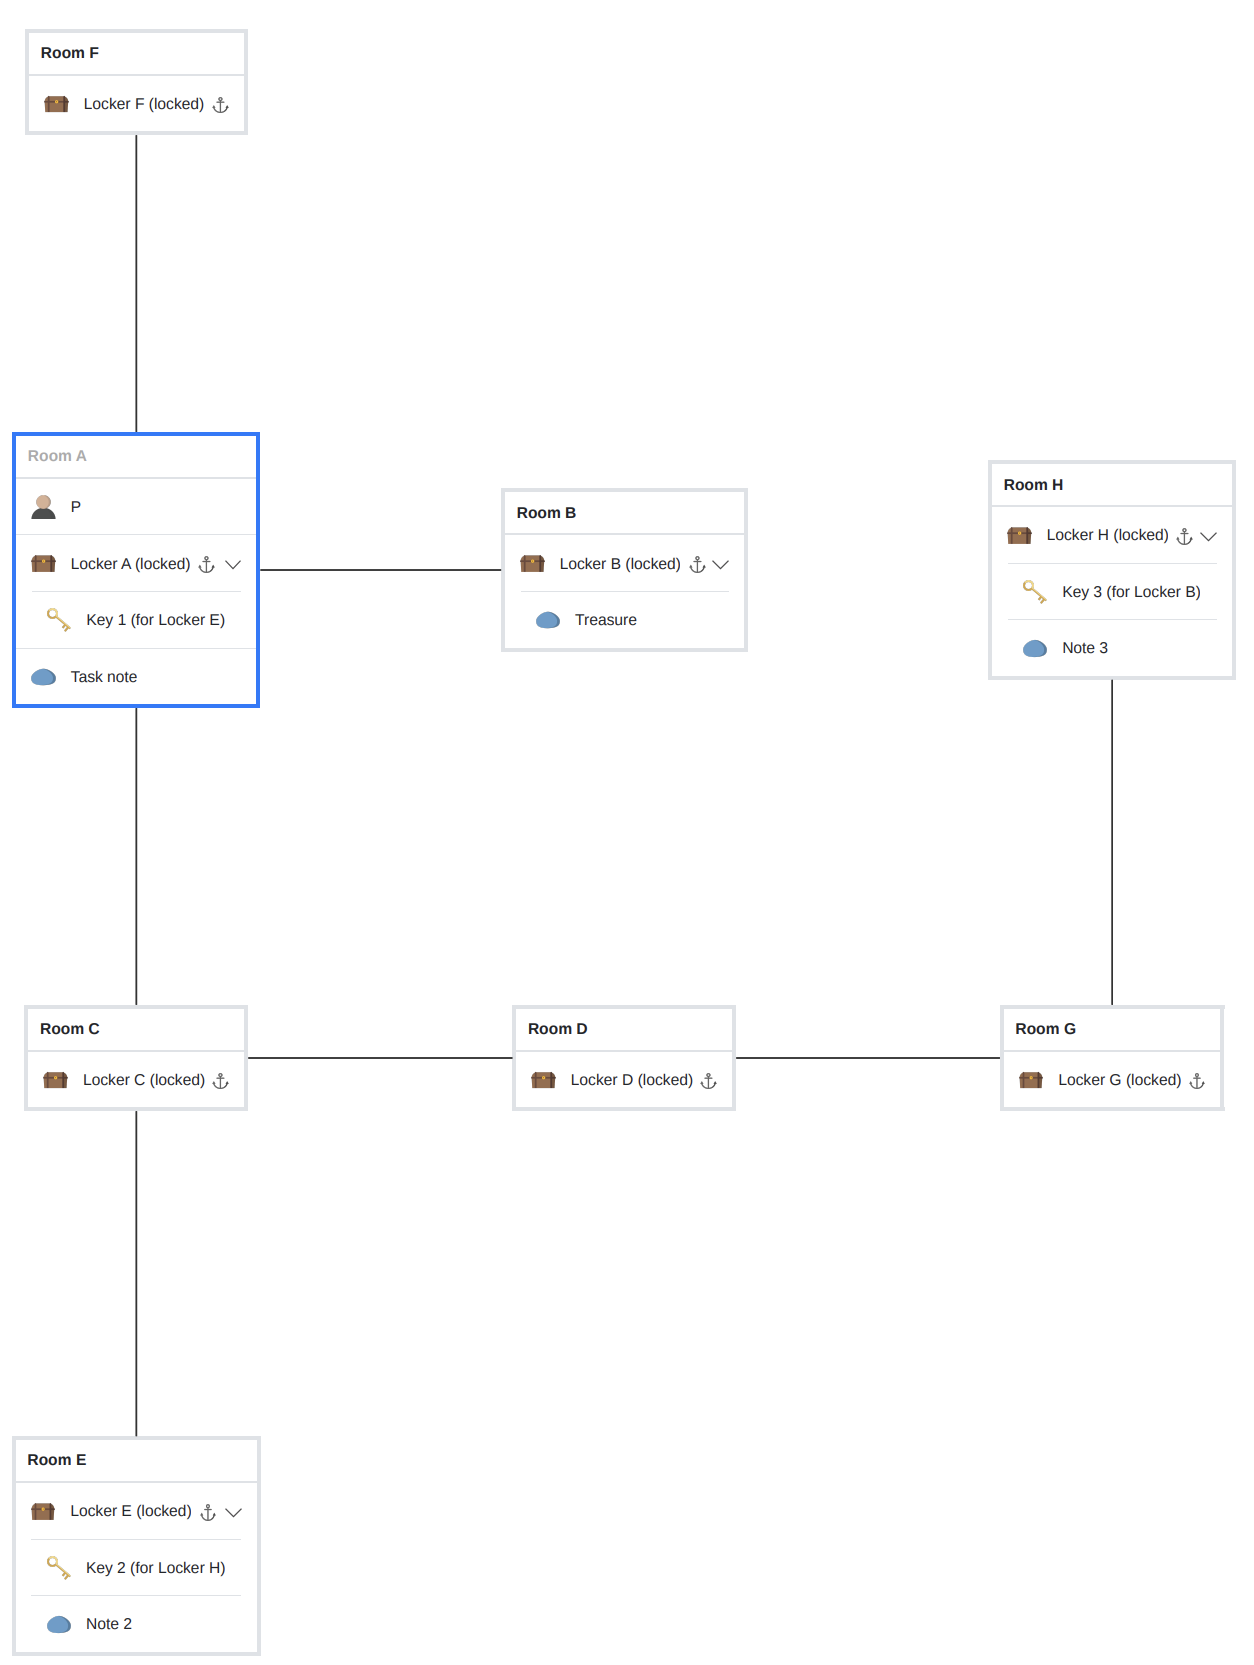 Room F
Locker F (locked)
Room A
P
Locker A (locked)
Key 1 (for Locker E)
Task note
Room B
Locker B (locked)
Treasure
Room H
Locker H (locked)
Key 3 (for Locker B)
Note 3
Room C
Locker C (locked)
Room D
Locker D (locked)
Room G
Locker G (locked)
Room E
Locker E (locked)
Key 2 (for Locker H)
Note 2